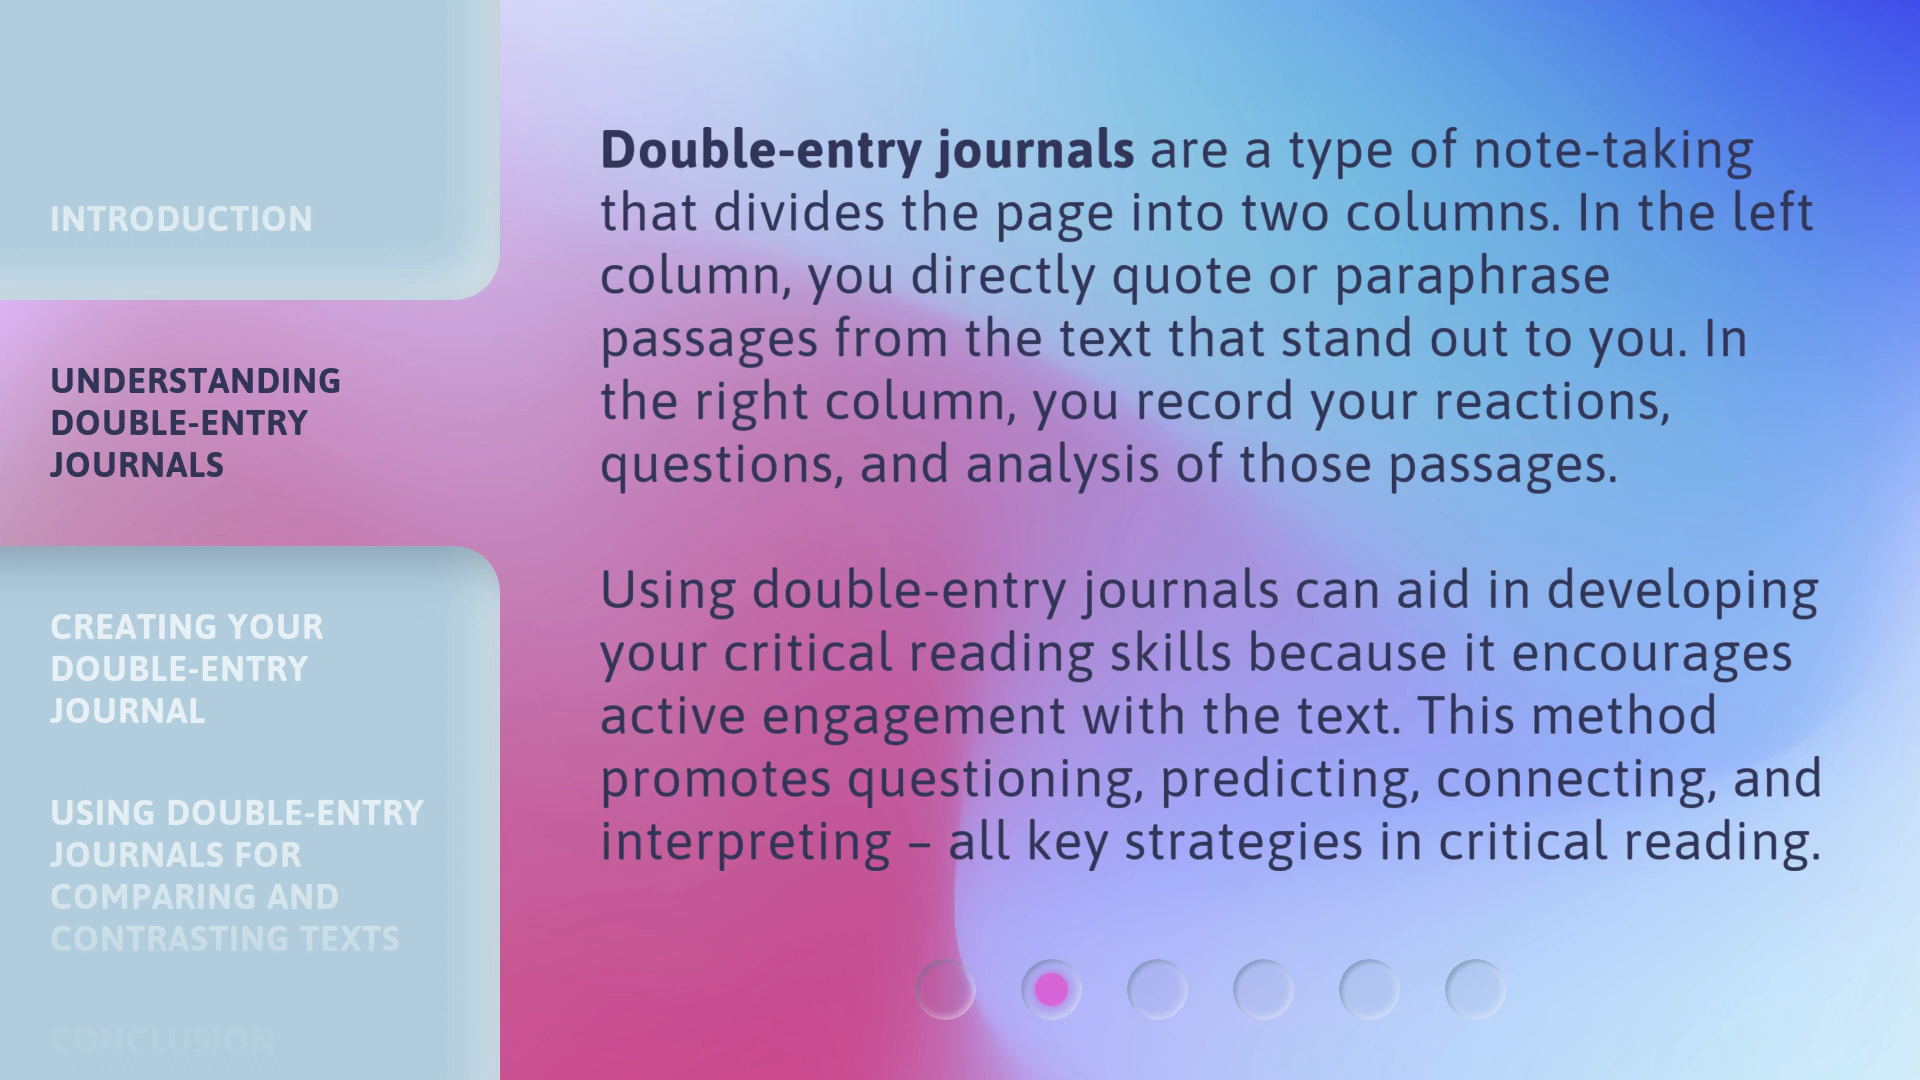 INTRODUCTION
UNDERSTANDING
DOUBLE-ENTRY
JOURNALS
CREATING YOUR
DOUBLE-ENTRY
JOURNAL
USING DOUBLE-ENTRY
JOURNALS FOR
COMPARING AND
CONTRASTING TEXTS
CONCLUSION
Double-entry journals are a type of note-taking
that divides the page into two columns. In the left
column, you directly quote or paraphrase
passages from the text that stand out to you. In
the right column, you record your reactions,
questions, and analysis of those passages.
Using double-entry journals can aid in developing
your critical reading skills because it encourages
active engagement with the text. This method
promotes questioning, predicting, connecting, and
interpreting – all key strategies in critical reading.